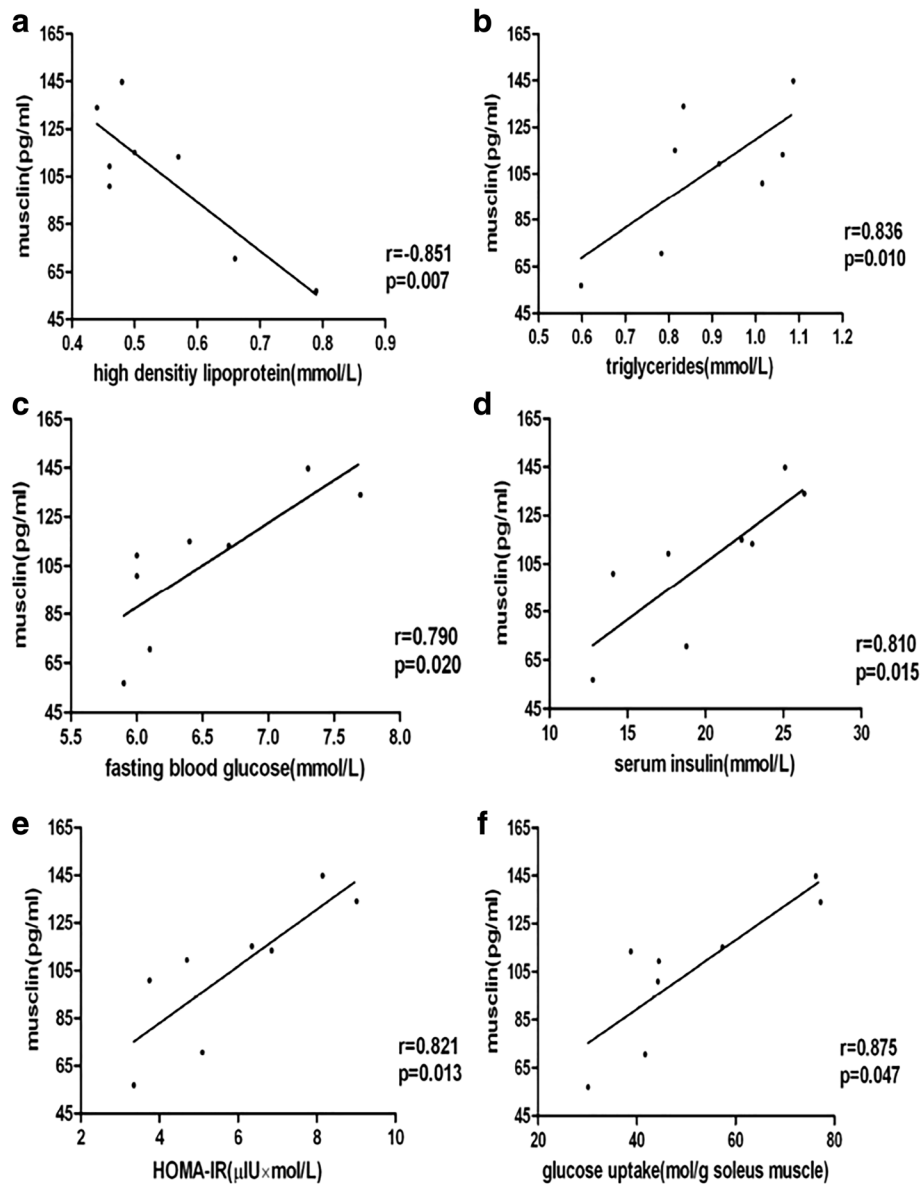 a
165
145
125
105
85
65
45
musclin(pg/ml)
r=-0.851
p=0.007
0.4 0.5 0.6 0.7 0.8 0.9
high densitiy lipoprotein(mmol/L)
b
165
145
125
105
85
65
45
musclin(pg/ml)
r=0.836
p=0.010
0.5 0.6 0.7 0.8 0.9 1.0 1.1 1.2
triglycerides(mmol/L)
c
165
145
125
105
85
65
45
musclin(pg/ml)
r=0.790
p=0.020
5.5 6.0 6.5 7.0 7.5 8.0
fasting blood glucose(mmol/L)
d
165
145
125
105
85
65
45
musclin(pg/ml)
r=0.810
p=0.015
10 15 20 25 30
serum insulin(mmol/L)
e
165
145
125
105
85
65
45
musclin(pg/ml)
r=0.821
p=0.013
2 4 6 8 10
HOMA-IR(μIU×mol/L)
f
165
145
125
105
85
65
45
musclin(pg/ml)
r=0.875
p=0.047
20 40 60 80
glucose uptake(mol/g soleus muscle)